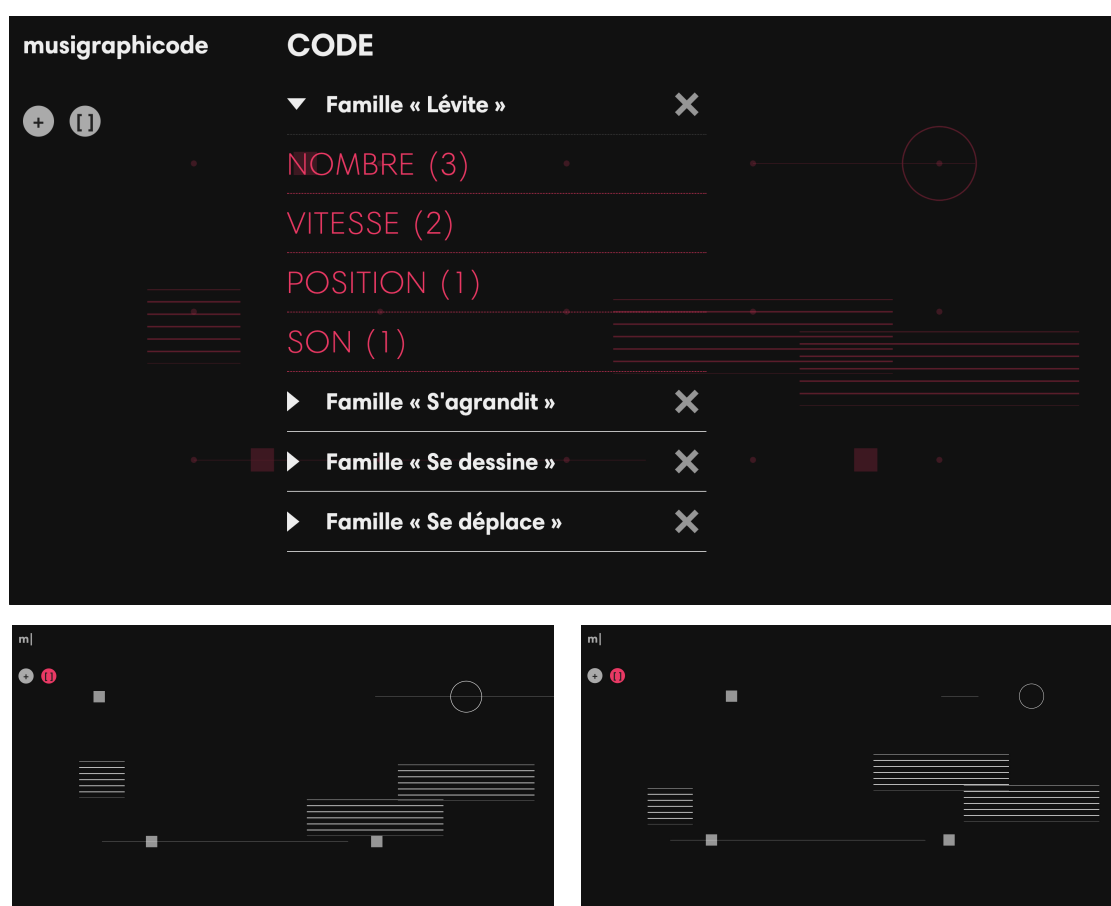 musigraphicode
CODE
Famille « Lévite »
+ [ ]
NOMBRE (3)
VITESSE (2)
POSITION (1)
SON (1)
Famille « S'agrandit »
Famille « Se dessine »
Famille « Se déplace »
m|
+ [ ]
m|
+ [ ]